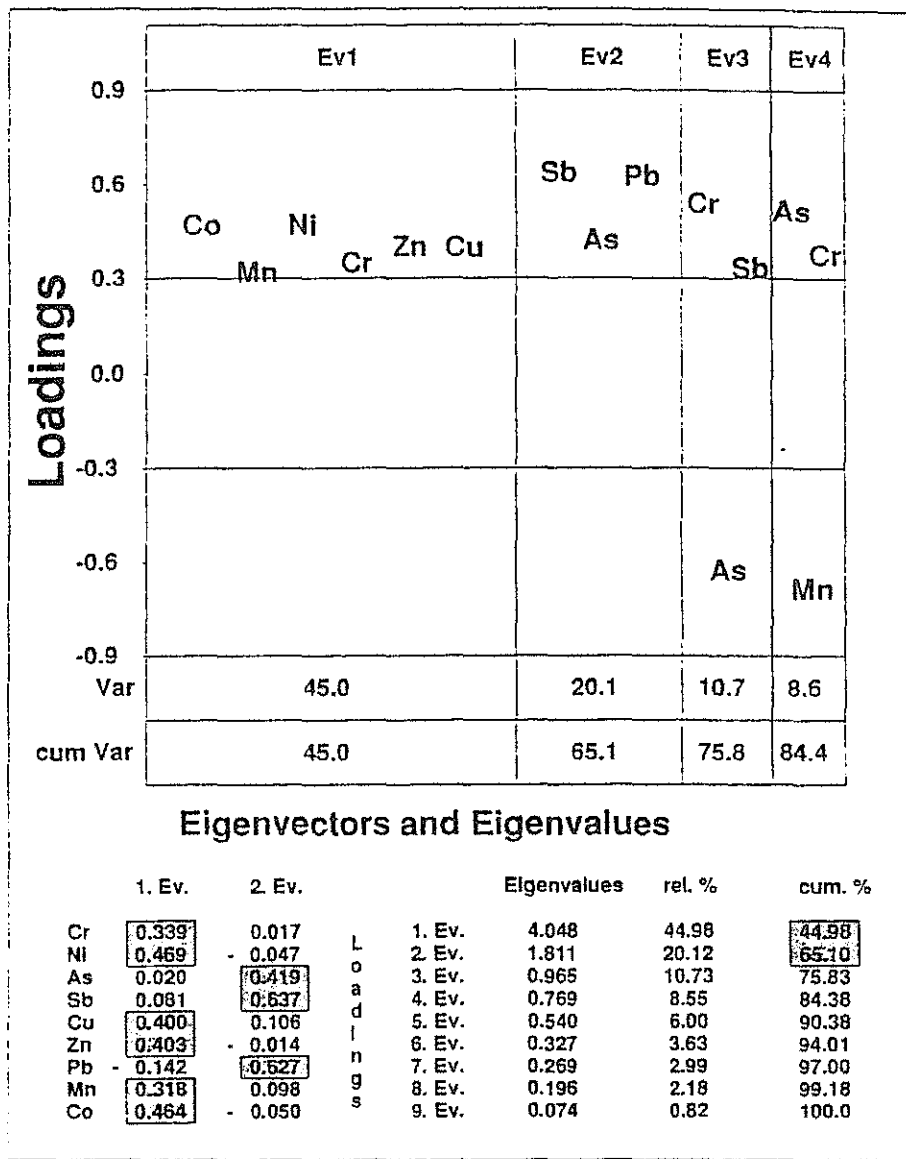 Ev1 Ev2 Ev3 Ev4
0.9
Sb Pb
0.6
Cr As
Co Ni As
Zn Cu
Mn Cr Sb Cr
0.3
Loadings
0.0
-0.3
-0.6
As Mn
-0.9
Var 45.0 20.1 10.7 8.6
cum Var 45.0 65.1 75.8 84.4
Eigenvectors and Eigenvalues
1. Ev. 2. Ev. Eigenvalues rel. % cum. %
Cr 0.339 0.017 1. Ev. 4.048 44.98 44.98
Ni 0.469 - 0.047 2. Ev. 1.811 20.12 65.10
As 0.020 0.419 3. Ev. 0.965 10.73 75.83
Sb 0.081 0.637 4. Ev. 0.769 8.55 84.38
Cu 0.400 0.106 5. Ev. 0.540 6.00 90.38
Zn 0.403 - 0.014 6. Ev. 0.327 3.63 94.01
Pb - 0.142 0.627 7. Ev. 0.269 2.99 97.00
Mn 0.318 0.098 8. Ev. 0.196 2.18 99.18
Co 0.464 - 0.050 9. Ev. 0.074 0.82 100.0
Loadings